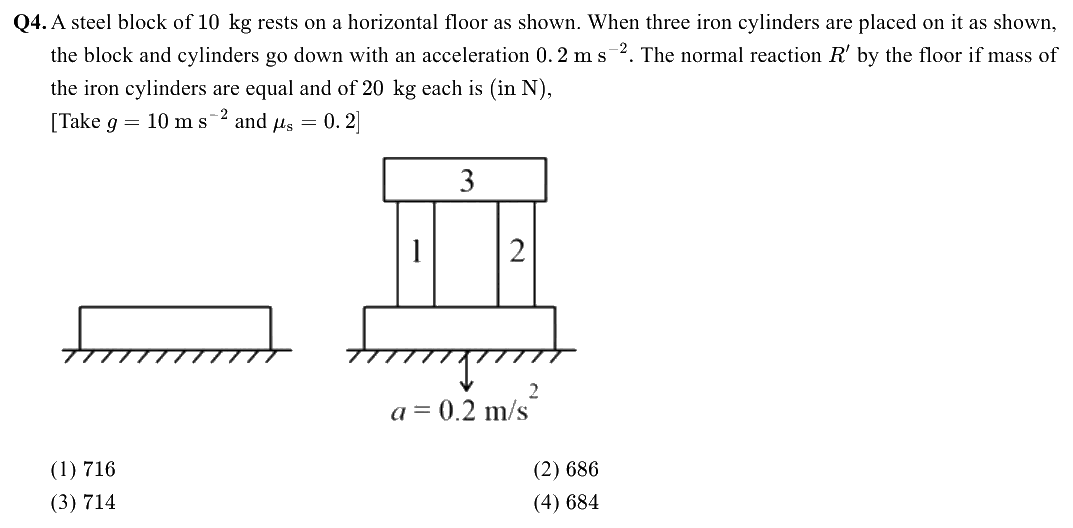 Q4. A steel block of 10 kg rests on a horizontal floor as shown. When three iron cylinders are placed on it as shown,
the block and cylinders go down with an acceleration 0.2 m s⁻². The normal reaction R′ by the floor if mass of
the iron cylinders are equal and of 20 kg each is (in N),
[Take g = 10 m s⁻² and μₛ = 0.2]
3
1 2
a = 0.2 m/s²
(1) 716 (2) 686
(3) 714 (4) 684